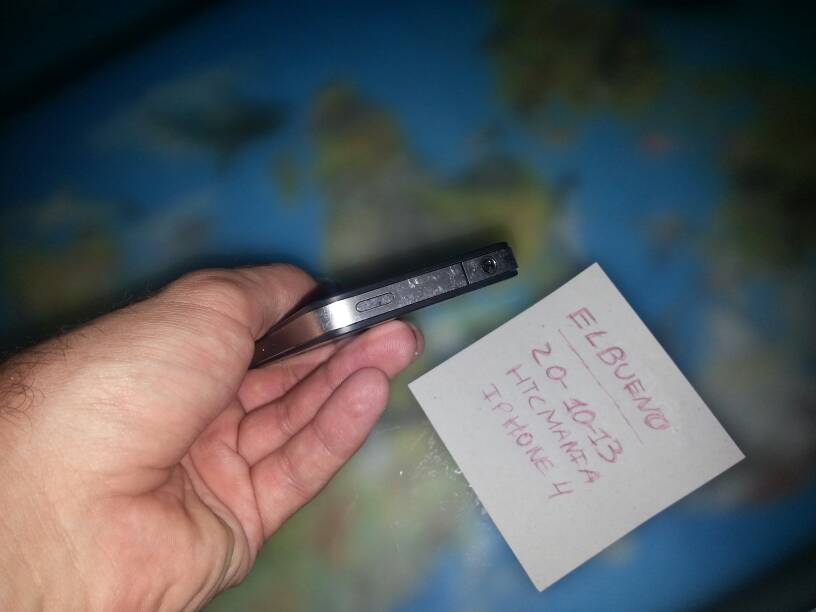 ELBUENO
20-10-13
HTCMANIA
IPHONE 4